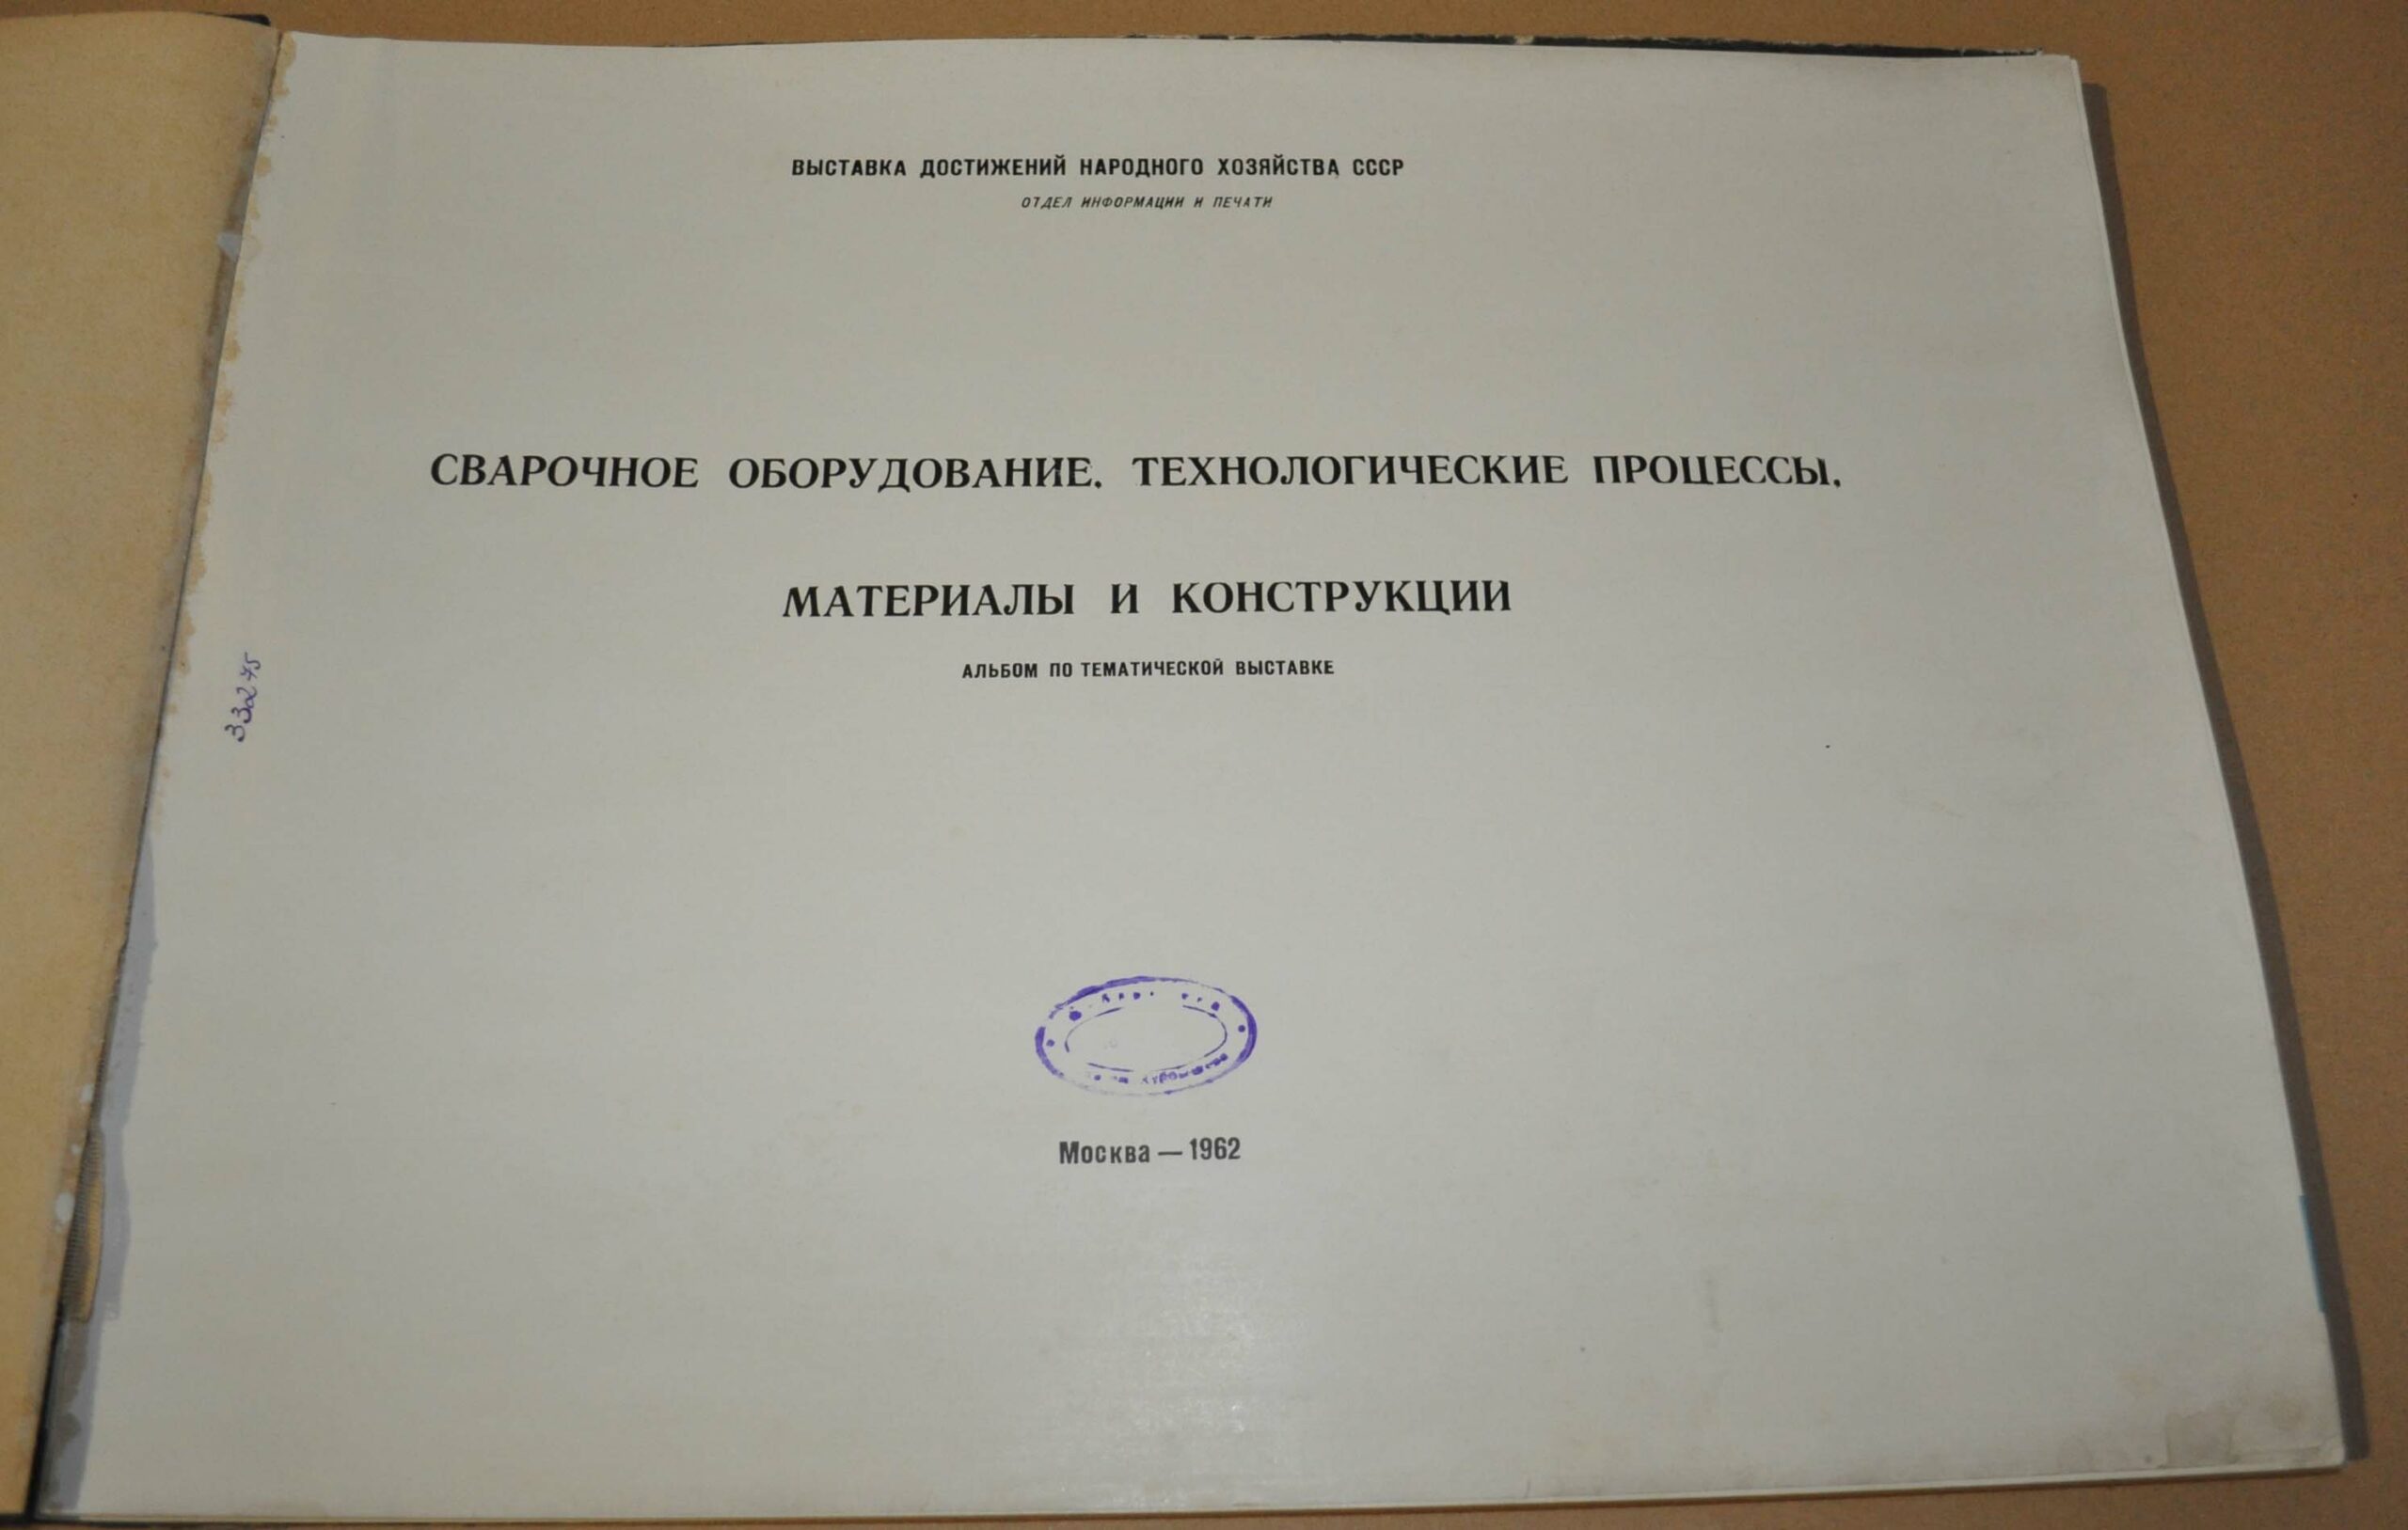 ВЫСТАВКА ДОСТИЖЕНИЙ НАРОДНОГО ХОЗЯЙСТВА СССР
ОТДЕЛ ИНФОРМАЦИИ И ПЕЧАТИ
СВАРОЧНОЕ ОБОРУДОВАНИЕ. ТЕХНОЛОГИЧЕСКИЕ ПРОЦЕССЫ.
МАТЕРИАЛЫ И КОНСТРУКЦИИ
АЛЬБОМ ПО ТЕМАТИЧЕСКОЙ ВЫСТАВКЕ
333275
Москва — 1962